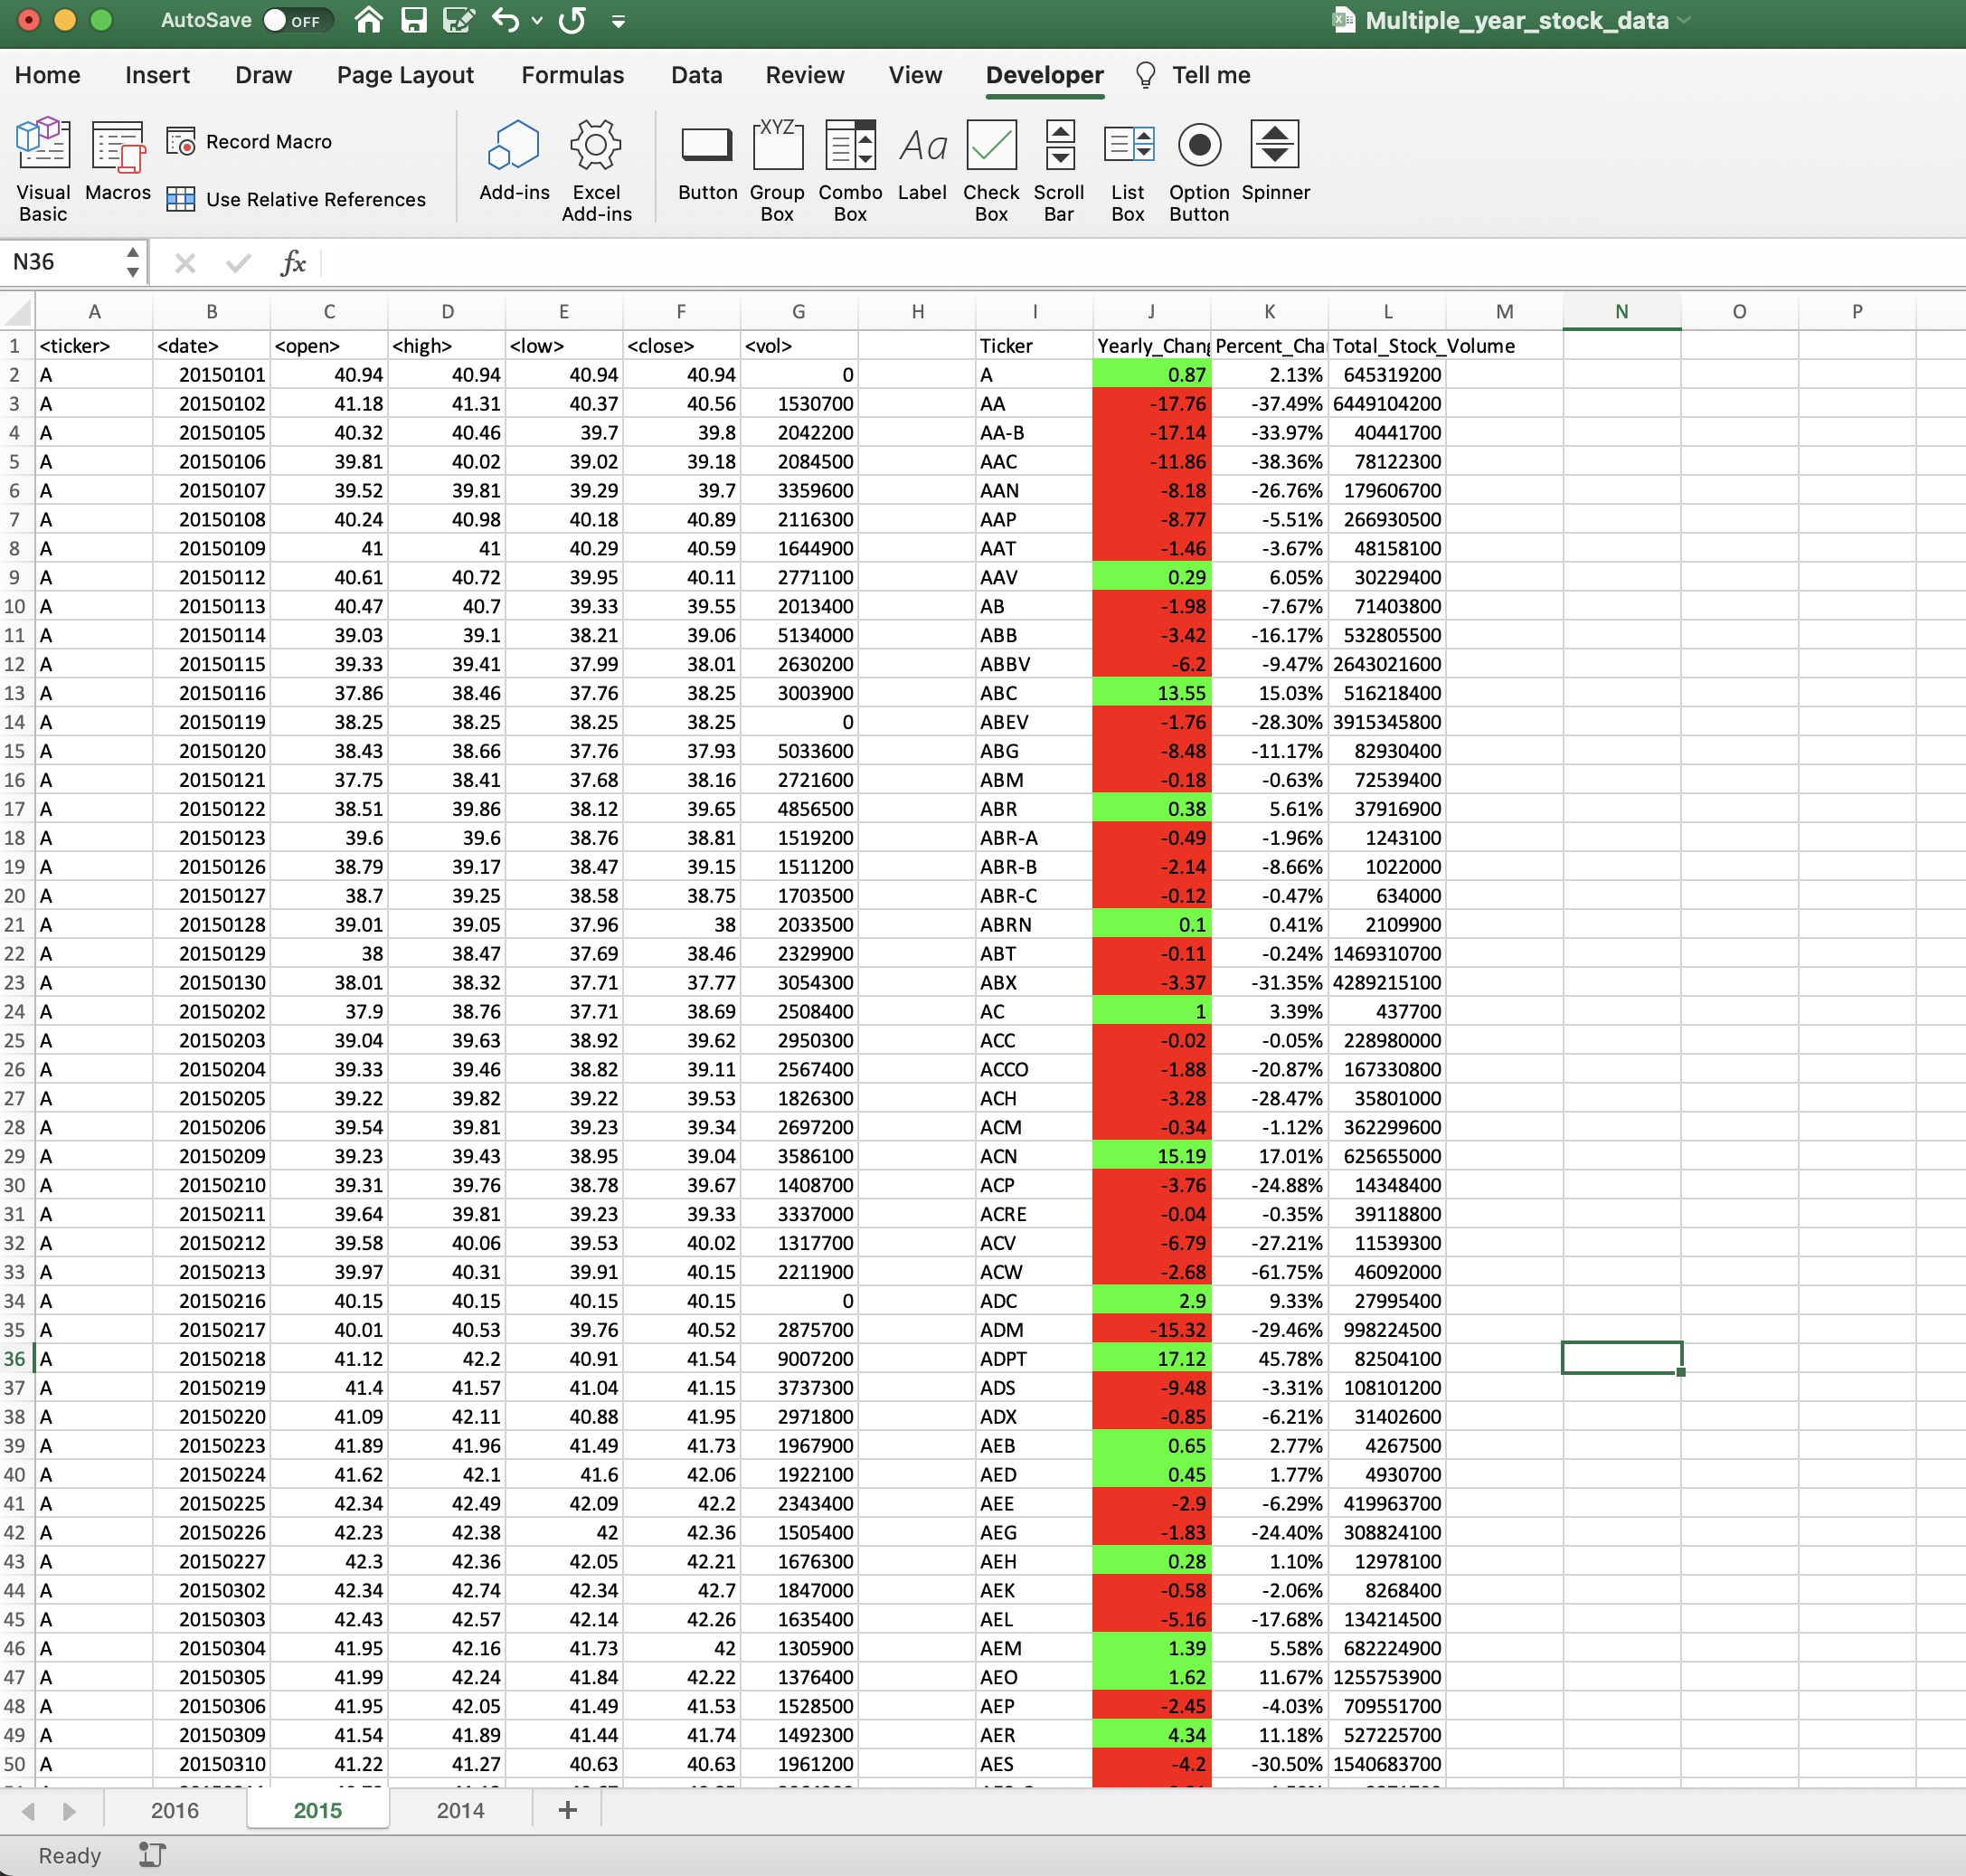 AutoSave OFF Multiple_year_stock_data
Home Insert Draw Page Layout Formulas Data Review View Developer Tell me
Visual Basic Macros Record Macro Use Relative References Add-ins Excel Add-ins Button XYZ Group Box Combo Box Aa Label Check Box Scroll Bar List Box Option Button Spinner
N36 fx
A B C D E F G H I J K L M N O P
1 <ticker> <date> <open> <high> <low> <close> <vol> Ticker Yearly_Chang Percent_Cha Total_Stock_Volume
2 A 20150101 40.94 40.94 40.94 40.94 0 A 0.87 2.13% 645319200
3 A 20150102 41.18 41.31 40.37 40.56 1530700 AA -17.76 -37.49% 6449104200
4 A 20150105 40.32 40.46 39.7 39.8 2042200 AA-B -17.14 -33.97% 40441700
5 A 20150106 39.81 40.02 39.02 39.18 2084500 AAC -11.86 -38.36% 78122300
6 A 20150107 39.52 39.81 39.29 39.7 3359600 AAN -8.18 -26.76% 179606700
7 A 20150108 40.24 40.98 40.18 40.89 2116300 AAP -8.77 -5.51% 266930500
8 A 20150109 41 41 40.29 40.59 1644900 AAT -1.46 -3.67% 48158100
9 A 20150112 40.61 40.72 39.95 40.11 2771100 AAV 0.29 6.05% 30229400
10 A 20150113 40.47 40.7 39.33 39.55 2013400 AB -1.98 -7.67% 71403800
11 A 20150114 39.03 39.1 38.21 39.06 5134000 ABB -3.42 -16.17% 532805500
12 A 20150115 39.33 39.41 37.99 38.01 2630200 ABBV -6.2 -9.47% 2643021600
13 A 20150116 37.86 38.46 37.76 38.25 3003900 ABC 13.55 15.03% 516218400
14 A 20150119 38.25 38.25 38.25 38.25 0 ABEV -1.76 -28.30% 3915345800
15 A 20150120 38.43 38.66 37.76 37.93 5033600 ABG -8.48 -11.17% 82930400
16 A 20150121 37.75 38.41 37.68 38.16 2721600 ABM -0.18 -0.63% 72539400
17 A 20150122 38.51 39.86 38.12 39.65 4856500 ABR 0.38 5.61% 37916900
18 A 20150123 39.6 39.6 38.76 38.81 1519200 ABR-A -0.49 -1.96% 1243100
19 A 20150126 38.79 39.17 38.47 39.15 1511200 ABR-B -2.14 -8.66% 1022000
20 A 20150127 38.7 39.25 38.58 38.75 1703500 ABR-C -0.12 -0.47% 634000
21 A 20150128 39.01 39.05 37.96 38 2033500 ABRN 0.1 0.41% 2109900
22 A 20150129 38 38.47 37.69 38.46 2329900 ABT -0.11 -0.24% 1469310700
23 A 20150130 38.01 38.32 37.71 37.77 3054300 ABX -3.37 -31.35% 4289215100
24 A 20150202 37.9 38.76 37.71 38.69 2508400 AC 1 3.39% 437700
25 A 20150203 39.04 39.63 38.92 39.62 2950300 ACC -0.02 -0.05% 228980000
26 A 20150204 39.33 39.46 38.82 39.11 2567400 ACCO -1.88 -20.87% 167330800
27 A 20150205 39.22 39.82 39.22 39.53 1826300 ACH -3.28 -28.47% 35801000
28 A 20150206 39.54 39.81 39.23 39.34 2697200 ACM -0.34 -1.12% 362299600
29 A 20150209 39.23 39.43 38.95 39.04 3586100 ACN 15.19 17.01% 625655000
30 A 20150210 39.31 39.76 38.78 39.67 1408700 ACP -3.76 -24.88% 14348400
31 A 20150211 39.64 39.81 39.23 39.33 3337000 ACRE -0.04 -0.35% 39118800
32 A 20150212 39.58 40.06 39.53 40.02 1317700 ACV -6.79 -27.21% 11539300
33 A 20150213 39.97 40.31 39.91 40.15 2211900 ACW -2.68 -61.75% 46092000
34 A 20150216 40.15 40.15 40.15 40.15 0 ADC 2.9 9.33% 27995400
35 A 20150217 40.01 40.53 39.76 40.52 2875700 ADM -15.32 -29.46% 998224500
36 A 20150218 41.12 42.2 40.91 41.54 9007200 ADPT 17.12 45.78% 82504100
37 A 20150219 41.4 41.57 41.04 41.15 3737300 ADS -9.48 -3.31% 108101200
38 A 20150220 41.09 42.11 40.88 41.95 2971800 ADX -0.85 -6.21% 31402600
39 A 20150223 41.89 41.96 41.49 41.73 1967900 AEB 0.65 2.77% 4267500
40 A 20150224 41.62 42.1 41.6 42.06 1922100 AED 0.45 1.77% 4930700
41 A 20150225 42.34 42.49 42.09 42.2 2343400 AEE -2.9 -6.29% 419963700
42 A 20150226 42.23 42.38 42 42.36 1505400 AEG -1.83 -24.40% 308824100
43 A 20150227 42.3 42.36 42.05 42.21 1676300 AEH 0.28 1.10% 12978100
44 A 20150302 42.34 42.74 42.34 42.7 1847000 AEK -0.58 -2.06% 8268400
45 A 20150303 42.43 42.57 42.14 42.26 1635400 AEL -5.16 -17.68% 134214500
46 A 20150304 41.95 42.16 41.73 42 1305900 AEM 1.39 5.58% 682224900
47 A 20150305 41.99 42.24 41.84 42.22 1376400 AEO 1.62 11.67% 1255753900
48 A 20150306 41.95 42.05 41.49 41.53 1528500 AEP -2.45 -4.03% 709551700
49 A 20150309 41.54 41.89 41.44 41.74 1492300 AER 4.34 11.18% 527225700
50 A 20150310 41.22 41.27 40.63 40.63 1961200 AES -4.2 -30.50% 1540683700
2016 2015 2014 +
Ready